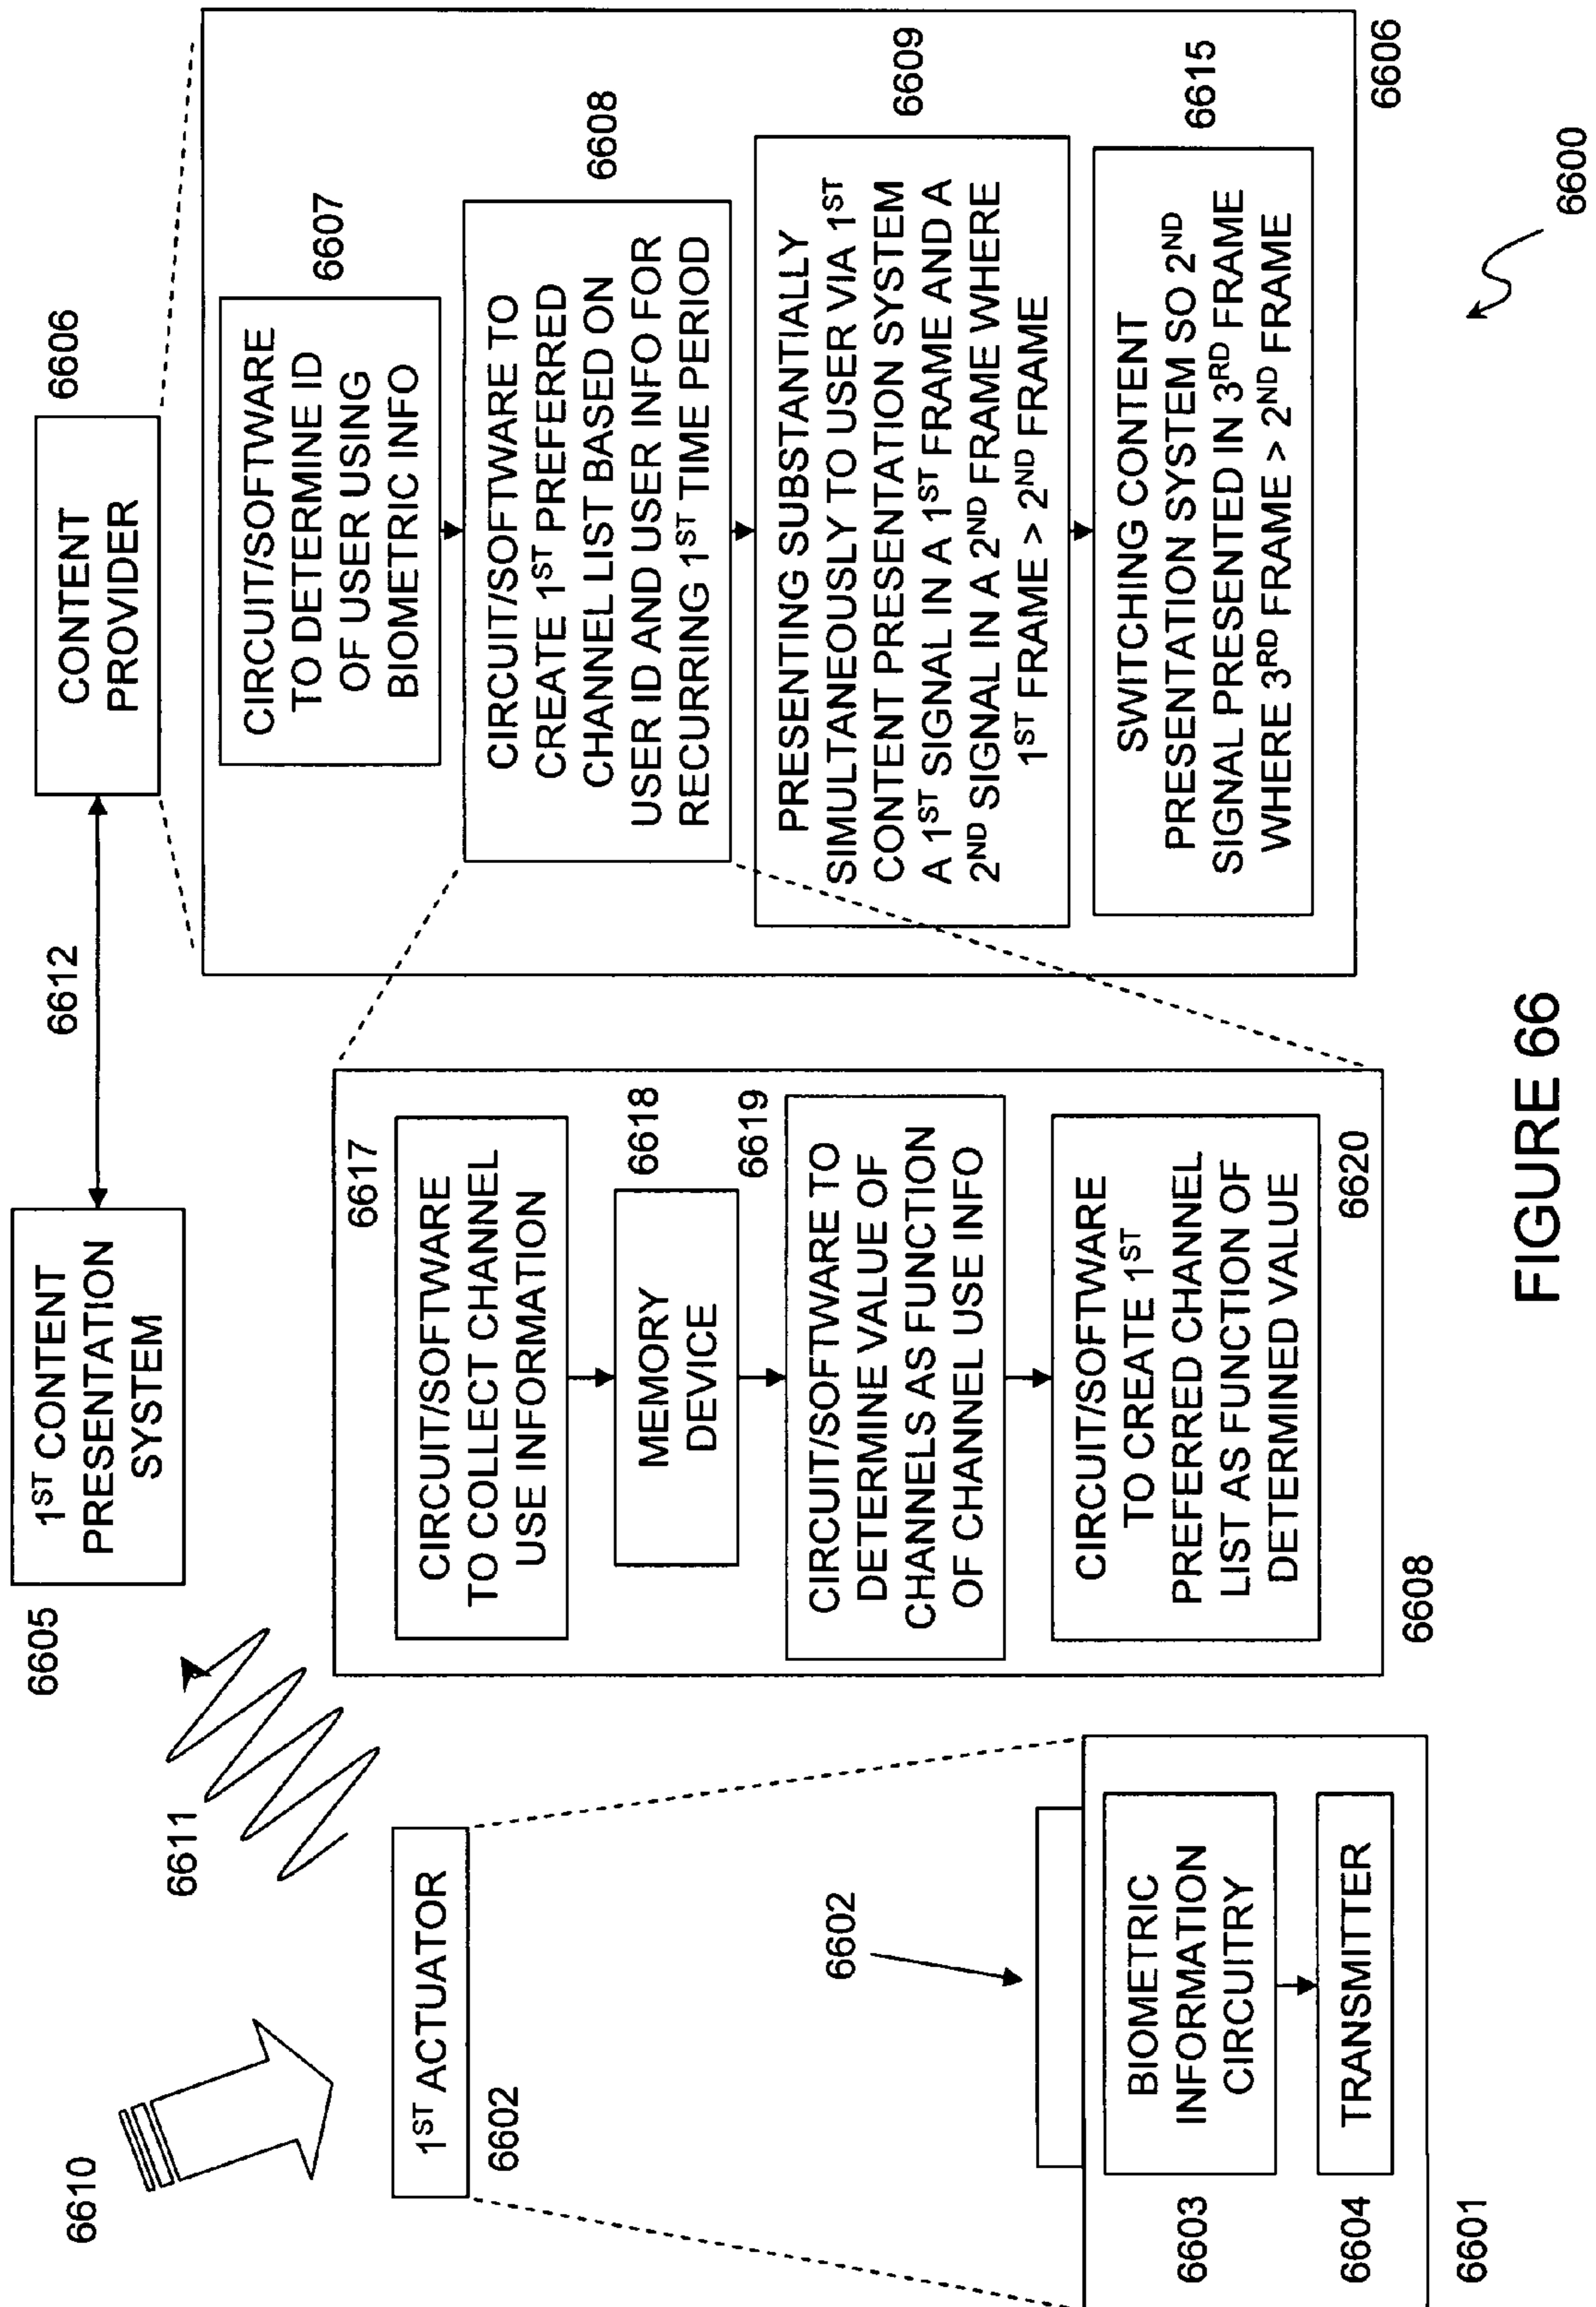 6610
1ST ACTUATOR
6602
6611
6605
1ST CONTENT
PRESENTATION
SYSTEM
6612
CONTENT
PROVIDER
6606
6602
BIOMETRIC
INFORMATION
CIRCUITRY
6603
TRANSMITTER
6604
6601
6617
CIRCUIT/SOFTWARE
TO COLLECT CHANNEL
USE INFORMATION
6618
MEMORY
DEVICE
6619
CIRCUIT/SOFTWARE TO
DETERMINE VALUE OF
CHANNELS AS FUNCTION
OF CHANNEL USE INFO
CIRCUIT/SOFTWARE
TO CREATE 1ST
PREFERRED CHANNEL
LIST AS FUNCTION OF
DETERMINED VALUE
6620
6608
CIRCUIT/SOFTWARE
TO DETERMINE ID
OF USER USING
BIOMETRIC INFO
6607
CIRCUIT/SOFTWARE TO
CREATE 1ST PREFERRED
CHANNEL LIST BASED ON
USER ID AND USER INFO FOR
RECURRING 1ST TIME PERIOD
6608
PRESENTING SUBSTANTIALLY
SIMULTANEOUSLY TO USER VIA 1ST
CONTENT PRESENTATION SYSTEM
A 1ST SIGNAL IN A 1ST FRAME AND A
2ND SIGNAL IN A 2ND FRAME WHERE
1ST FRAME > 2ND FRAME
6609
SWITCHING CONTENT
PRESENTATION SYSTEM SO 2ND
SIGNAL PRESENTED IN 3RD FRAME
WHERE 3RD FRAME > 2ND FRAME
6615
6606
6600
FIGURE 66